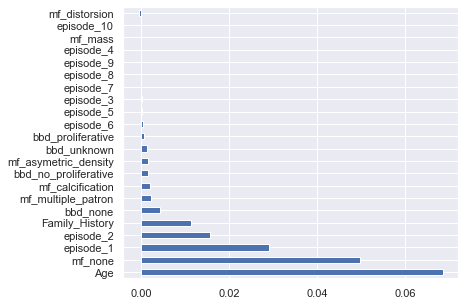 mf_distorsion
episode_10
mf_mass
episode_4
episode_9
episode_8
episode_7
episode_3
episode_5
episode_6
bbd_proliferative
bbd_unknown
mf_asymetric_density
bbd_no_proliferative
mf_calcification
mf_multiple_patron
bbd_none
Family_History
episode_2
episode_1
mf_none
Age
0.00 0.02 0.04 0.06